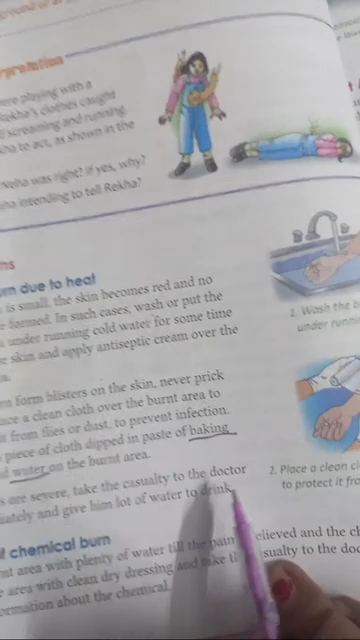 ground or
rpretation
ere playing with a
Rekha's clothes caught
d screaming and running.
kha to act, as shown in the
Neha was right? If yes, why?
ha intending to tell Rekha?
ns
urn due to heat
is small, the skin becomes red and no
e formed. In such cases, wash or put the
under running cold water for some time
e skin and apply antiseptic cream over the
a.
1. Wash the b
under runnin
rn form blisters on the skin, never prick
ace a clean cloth over the burnt area to
it from flies or dust, to prevent infection.
piece of cloth dipped in paste of baking
d water on the burnt area.
s are severe, take the casualty to the doctor
iately and give him lot of water to drink.
2. Place a clean cl
to protect it fro
f chemical burn
nt area with plenty of water till the pain elieved and the ch
e area with clean dry dressing and take th sualty to the doc
ormation about the chemical.